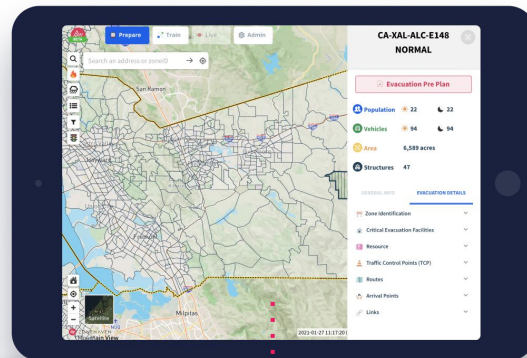 BETA
Prepare
Train
Live
Admin
Search an address or zoneID
San Ramon
Hayward
Fremont
Milpitas
Mountain View
Satellite
2021-01-27 11:17:20
CA-XAL-ALC-E148
NORMAL
Evacuation Pre Plan
Population 22 22
Vehicles 94 94
Area 6,589 acres
Structures 47
GENERAL INFO EVACUATION DETAILS
Zone Identification
Critical Evacuation Facilities
Resource
Traffic Control Points (TCP)
Routes
Arrival Points
Links